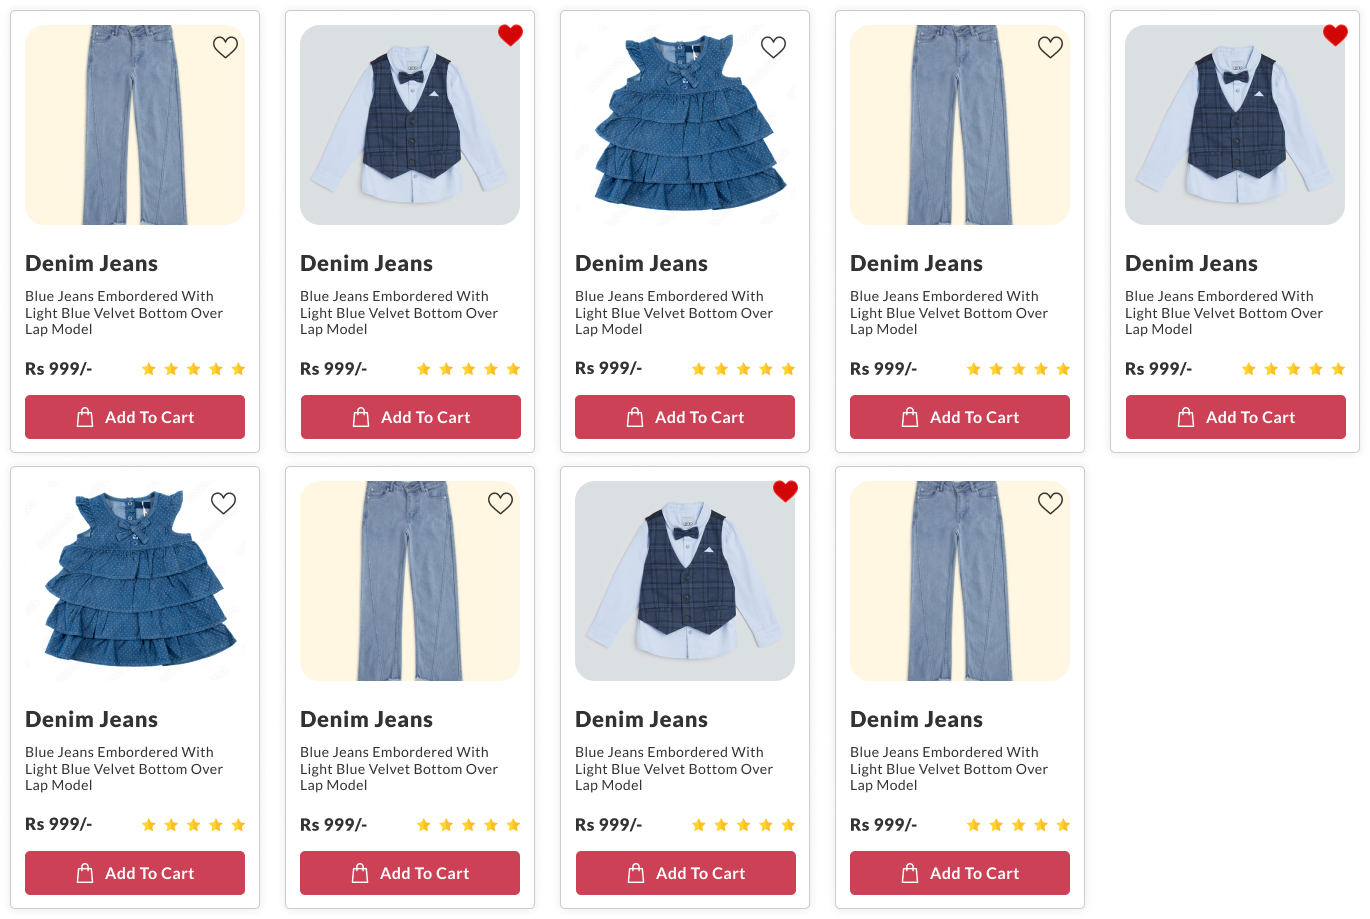 Denim Jeans
Blue Jeans Embordered With
Light Blue Velvet Bottom Over
Lap Model
Rs 999/-
Add To Cart
Denim Jeans
Blue Jeans Embordered With
Light Blue Velvet Bottom Over
Lap Model
Rs 999/-
Add To Cart
Denim Jeans
Blue Jeans Embordered With
Light Blue Velvet Bottom Over
Lap Model
Rs 999/-
Add To Cart
Denim Jeans
Blue Jeans Embordered With
Light Blue Velvet Bottom Over
Lap Model
Rs 999/-
Add To Cart
Denim Jeans
Blue Jeans Embordered With
Light Blue Velvet Bottom Over
Lap Model
Rs 999/-
Add To Cart
Denim Jeans
Blue Jeans Embordered With
Light Blue Velvet Bottom Over
Lap Model
Rs 999/-
Add To Cart
Denim Jeans
Blue Jeans Embordered With
Light Blue Velvet Bottom Over
Lap Model
Rs 999/-
Add To Cart
Denim Jeans
Blue Jeans Embordered With
Light Blue Velvet Bottom Over
Lap Model
Rs 999/-
Add To Cart
Denim Jeans
Blue Jeans Embordered With
Light Blue Velvet Bottom Over
Lap Model
Rs 999/-
Add To Cart